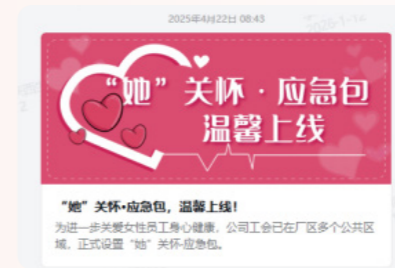 2025年4月22日 08:43
“她”关怀·应急包
温馨上线
“她”关怀·应急包，温馨上线！
为进一步关爱女性员工身心健康，公司工会已在厂区多个公共区
域，正式设置“她”关怀·应急包。